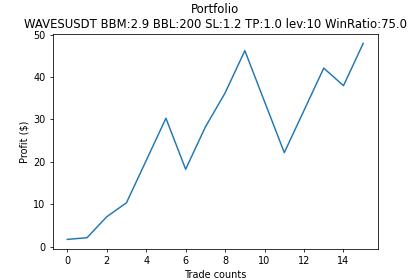 Portfolio
WAVESUSDT BBM:2.9 BBL:200 SL:1.2 TP:1.0 lev:10 WinRatio:75.0
50
40
30
20
10
0
Profit ($)
0 2 4 6 8 10 12 14
Trade counts